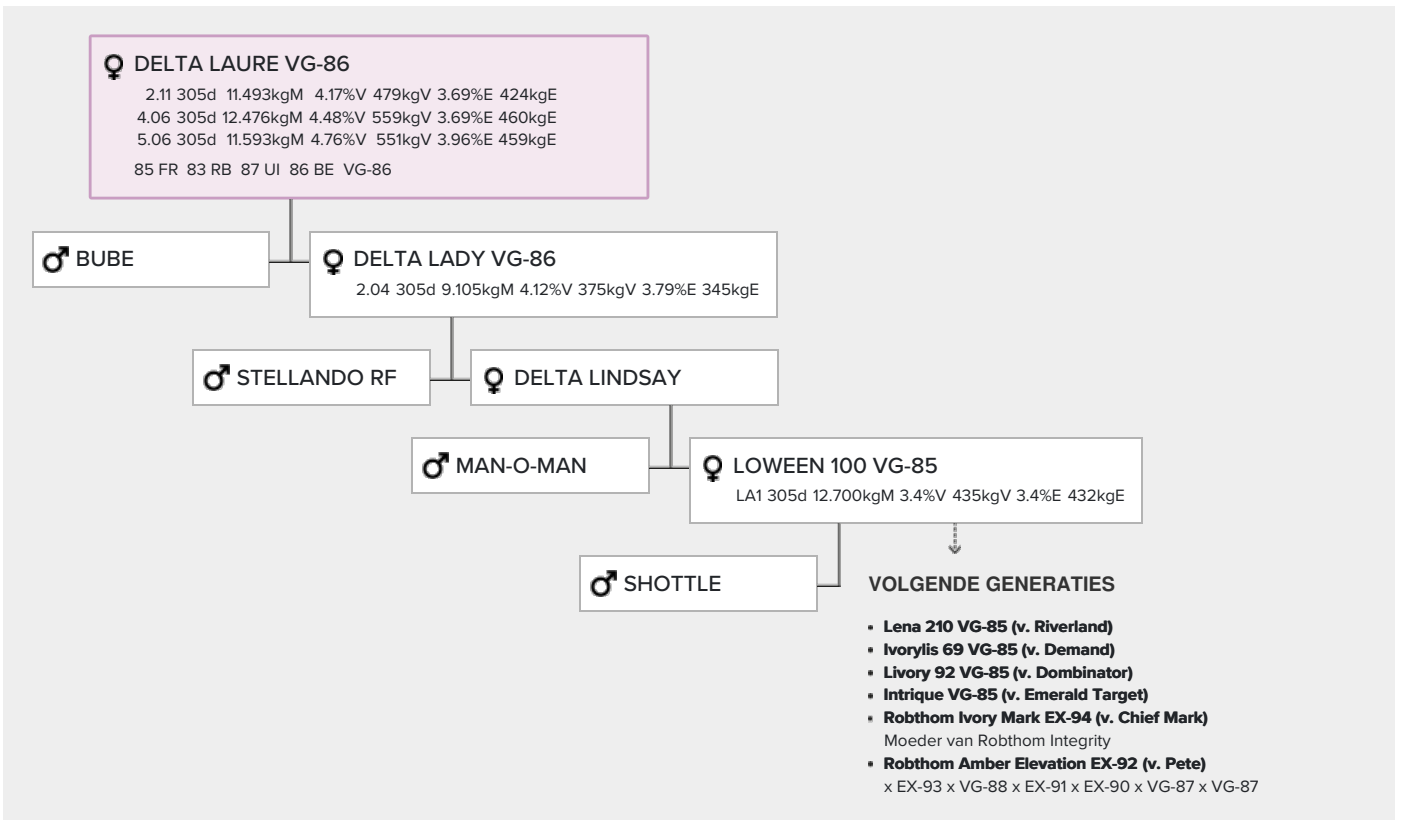 DELTA LAURE VG-86
2.11 305d 11.493kgM 4.17%V 479kgV 3.69%E 424kgE
4.06 305d 12.476kgM 4.48%V 559kgV 3.69%E 460kgE
5.06 305d 11.593kgM 4.76%V 551kgV 3.96%E 459kgE
85 FR 83 RB 87 UI 86 BE VG-86
BUBE
DELTA LADY VG-86
2.04 305d 9.105kgM 4.12%V 375kgV 3.79%E 345kgE
STELLANDO RF
DELTA LINDSAY
MAN-O-MAN
LOWEEN 100 VG-85
LA1 305d 12.700kgM 3.4%V 435kgV 3.4%E 432kgE
SHOTTLE
VOLGENDE GENERATIES
• Lena 210 VG-85 (v. Riverland)
• Ivorylis 69 VG-85 (v. Demand)
• Livory 92 VG-85 (v. Dombinator)
• Intrique VG-85 (v. Emerald Target)
• Robthom Ivory Mark EX-94 (v. Chief Mark)
Moeder van Robthom Integrity
• Robthom Amber Elevation EX-92 (v. Pete)
x EX-93 x VG-88 x EX-91 x EX-90 x VG-87 x VG-87